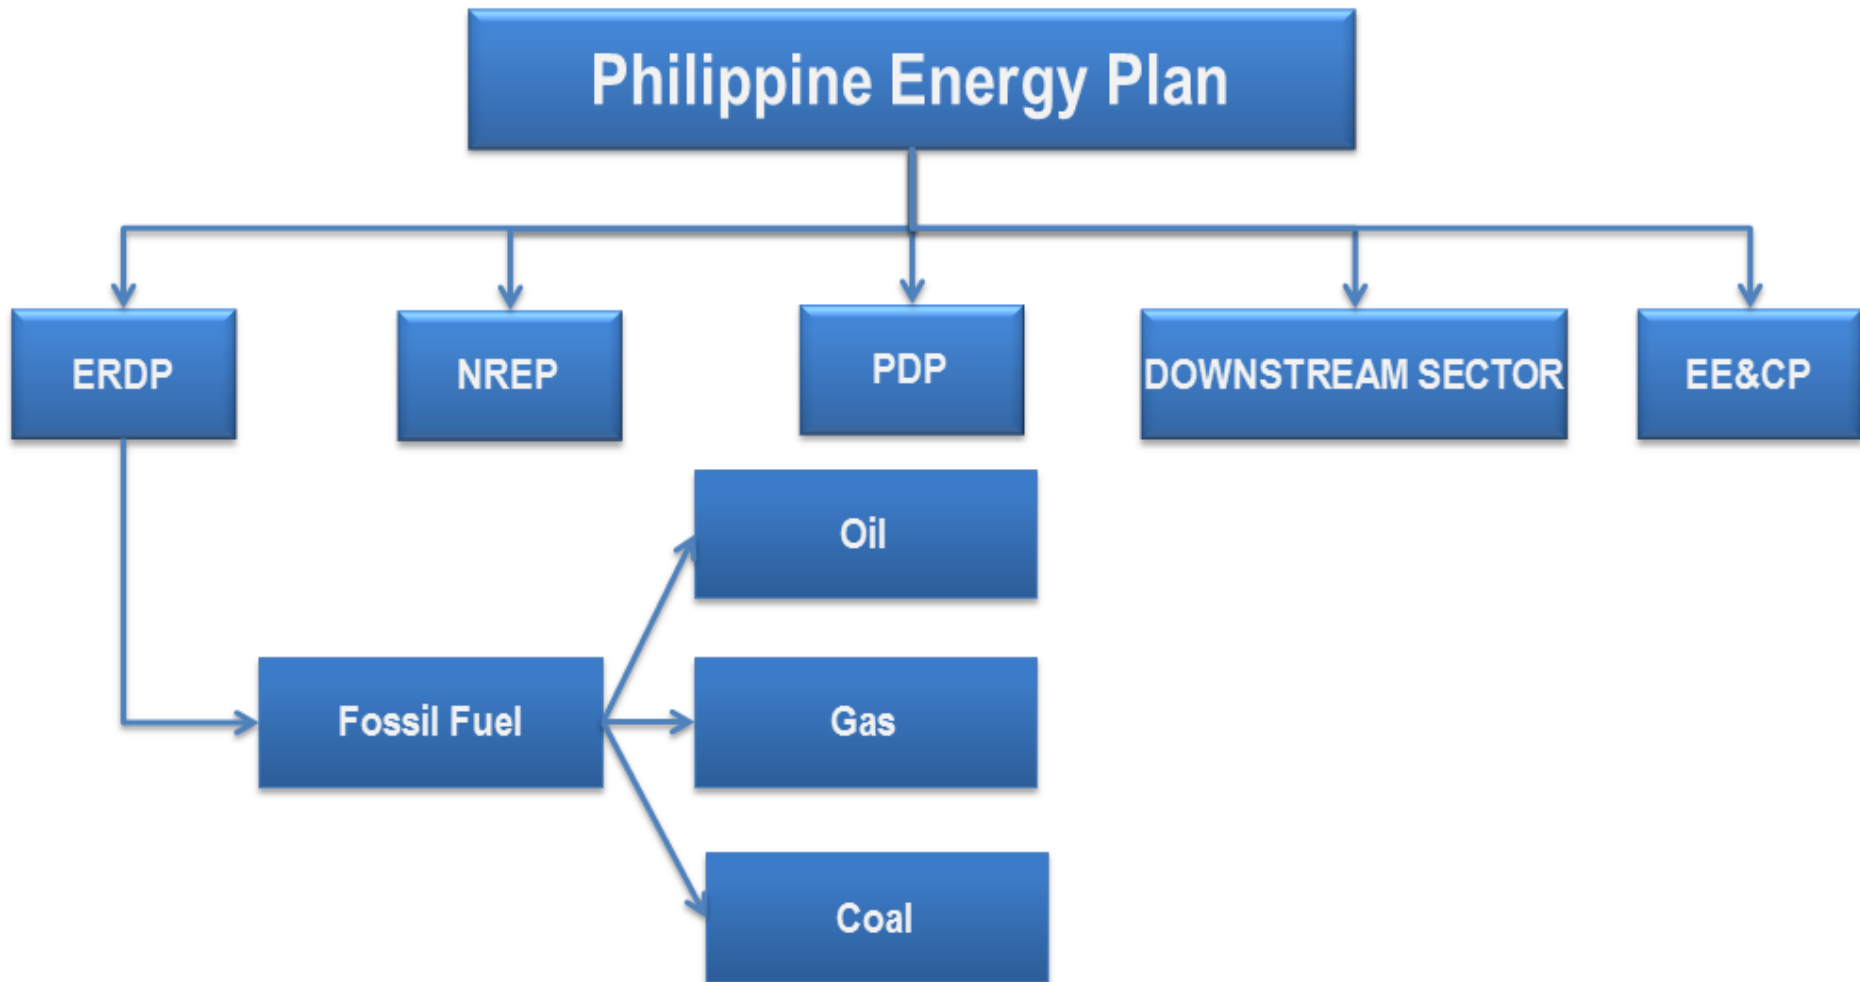 Philippine Energy Plan
ERDP
NREP
PDP
DOWNSTREAM SECTOR
EE&CP
Oil
Fossil Fuel
Gas
Coal